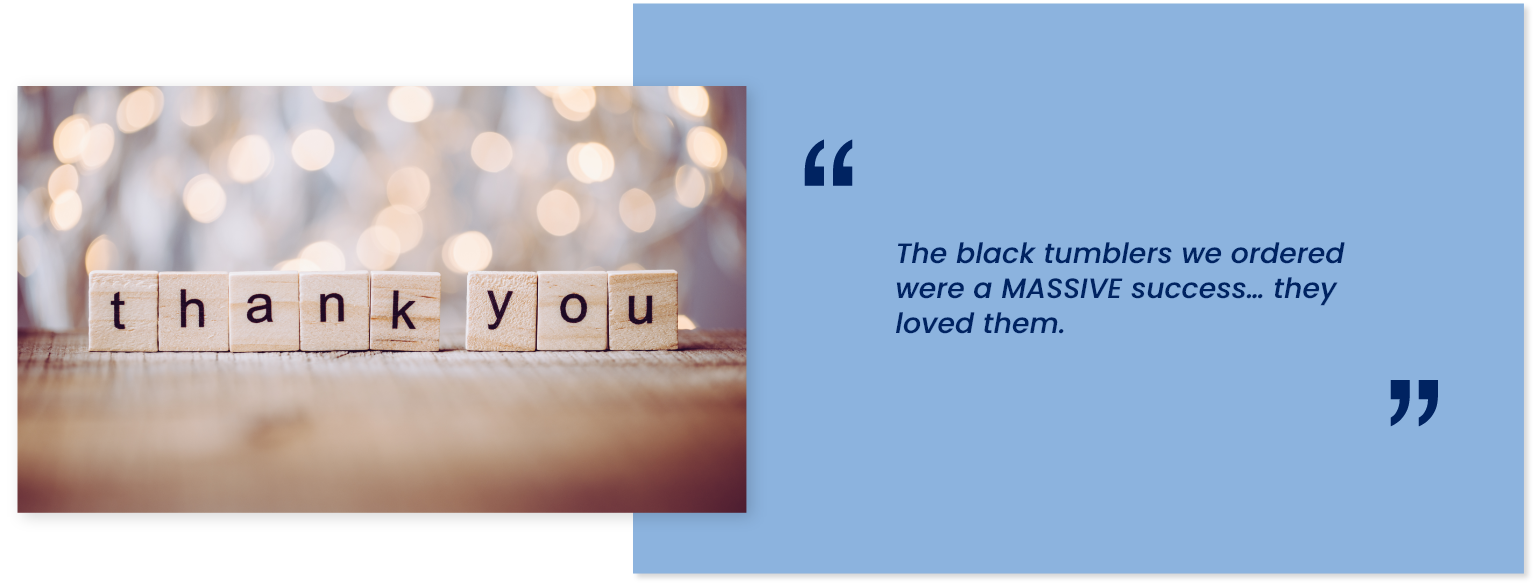 thank you
“
The black tumblers we ordered
were a MASSIVE success... they
loved them.
”